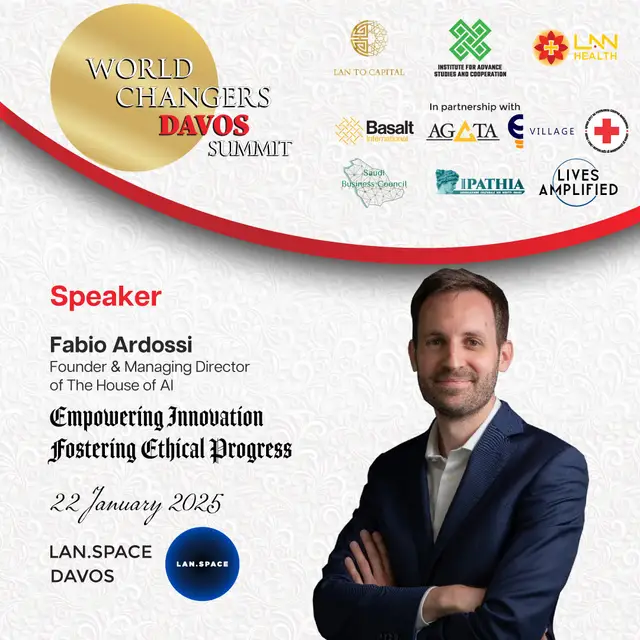 WORLD
CHANGERS
DAVOS
SUMMIT
LAN TO CAPITAL
INSTITUTE FOR ADVANCE
STUDIES AND COOPERATION
LNN
HEALTH
In partnership with
Basalt
International
AGATA
VILLAGE
Saudi
Business Council
PATHIA
LIVES
AMPLIFIED
Speaker
Fabio Ardossi
Founder & Managing Director
of The House of AI
Empowering Innovation
Fostering Ethical Progress
22 January 2025
LAN.SPACE
DAVOS
LAN.SPACE